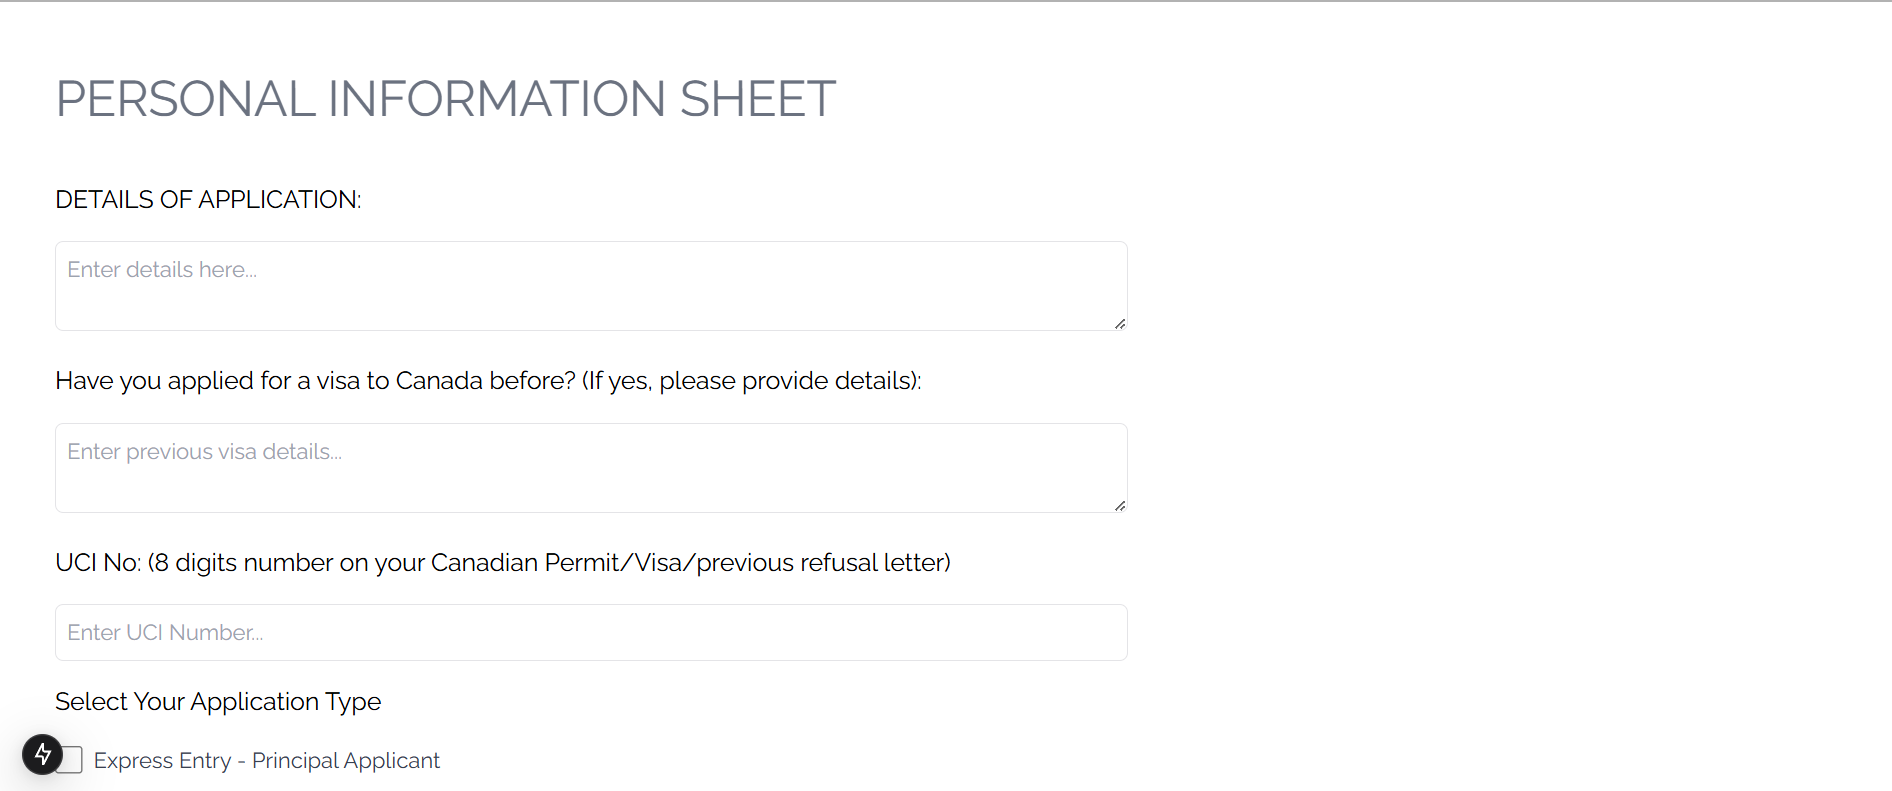 PERSONAL INFORMATION SHEET
DETAILS OF APPLICATION:
Enter details here...
Have you applied for a visa to Canada before? (If yes, please provide details):
Enter previous visa details...
UCI No: (8 digits number on your Canadian Permit/Visa/previous refusal letter)
Enter UCI Number...
Select Your Application Type
Express Entry - Principal Applicant